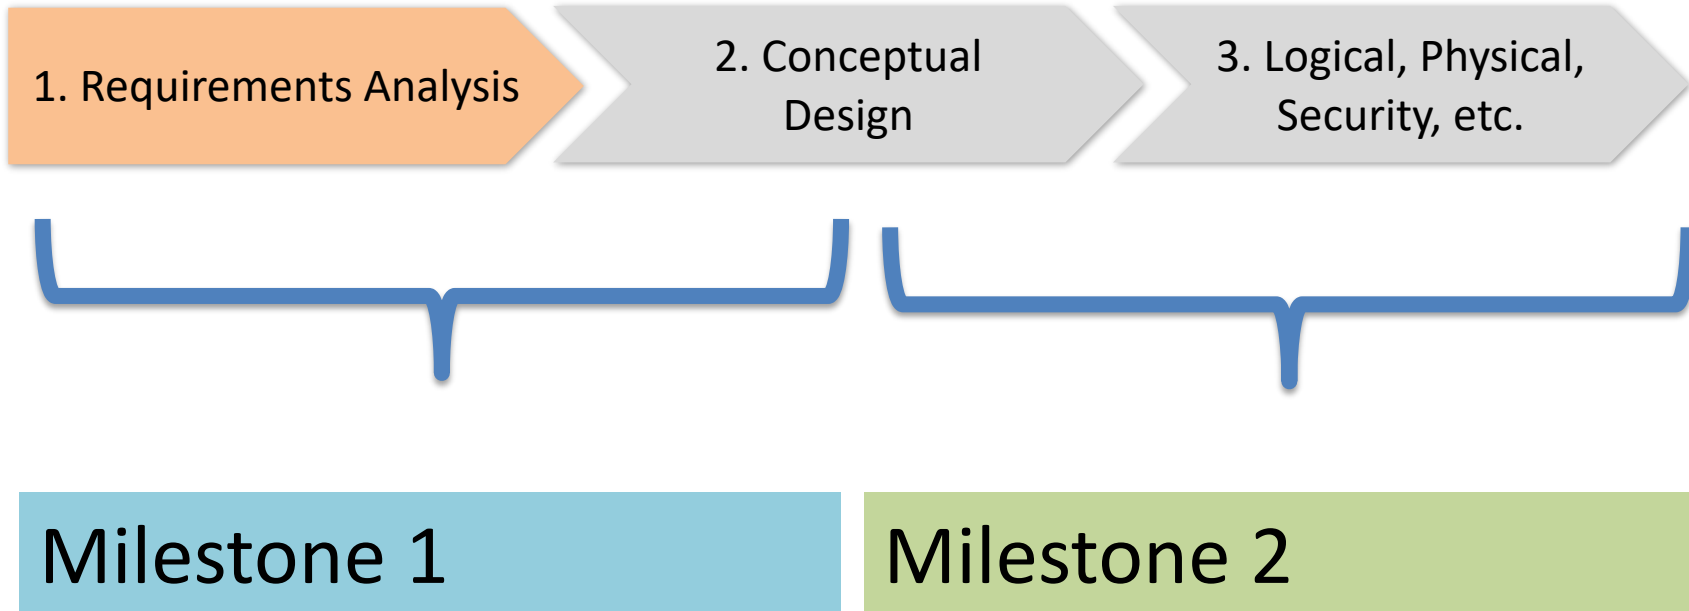 1. Requirements Analysis
2. Conceptual
Design
3. Logical, Physical,
Security, etc.
Milestone 1
Milestone 2